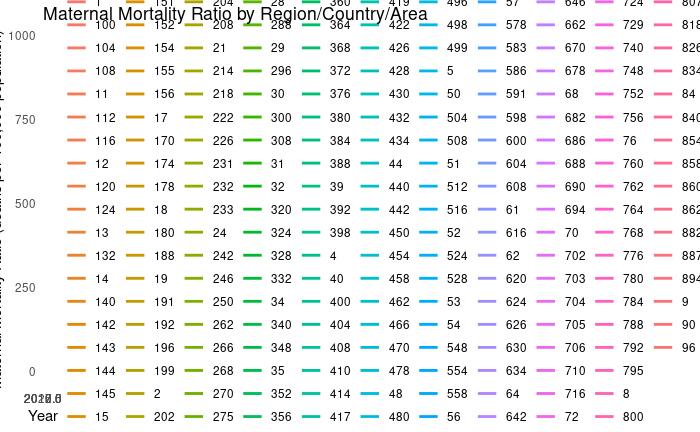 1 151 204 28 360 419 496 57 646 724 807
Maternal Mortality Ratio by Region/Country/Area
100 152 208 288 364 422 498 578 662 729 818
1000
104 154 21 29 368 426 499 583 670 740 826
108 155 214 296 372 428 5 586 678 748 834
11 156 218 30 376 430 50 591 68 752 84
750 112 17 222 300 380 432 504 598 682 756 840
116 170 226 308 384 434 508 600 686 76 854
12 174 231 31 388 44 51 604 688 760 858
120 178 232 32 39 440 512 608 690 762 860
500 124 18 233 320 392 442 516 61 694 764 862
13 180 24 324 398 450 52 616 70 768 882
132 188 242 328 4 454 524 62 702 776 887
14 19 246 332 40 458 528 620 703 780 894
250 140 191 250 34 400 462 53 624 704 784 9
142 192 262 340 404 466 54 626 705 788 90
143 196 266 348 408 470 548 630 706 792 96
0 144 199 268 35 410 478 554 634 710 795
145 2 270 352 414 48 558 64 716 8
Year 15 202 275 356 417 480 56 642 72 800